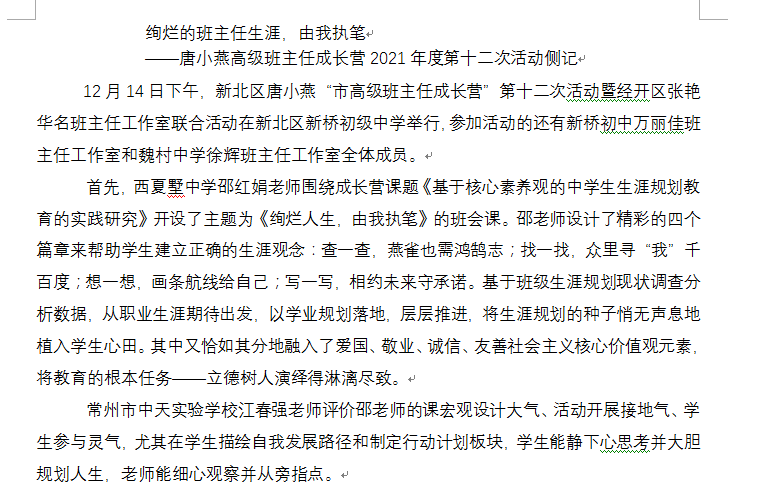 绚烂的班主任生涯，由我执笔
——唐小燕高级班主任成长营 2021 年度第十二次活动侧记
12 月 14 日下午，新北区唐小燕“市高级班主任成长营”第十二次活动暨经开区张艳
华名班主任工作室联合活动在新北区新桥初级中学举行，参加活动的还有新桥初中万丽佳班
主任工作室和魏村中学徐辉班主任工作室全体成员。
首先，西夏墅中学邵红娟老师围绕成长营课题《基于核心素养观的中学生生涯规划教
育的实践研究》开设了主题为《绚烂人生，由我执笔》的班会课。邵老师设计了精彩的四个
篇章来帮助学生建立正确的生涯观念：查一查，燕雀也需鸿鹄志；找一找，众里寻“我”千
百度；想一想，画条航线给自己；写一写，相约未来守承诺。基于班级生涯规划现状调查分
析数据，从职业生涯期待出发，以学业规划落地，层层推进，将生涯规划的种子悄无声息地
植入学生心田。其中又恰如其分地融入了爱国、敬业、诚信、友善社会主义核心价值观元素，
将教育的根本任务——立德树人演绎得淋漓尽致。
常州市中天实验学校江春强老师评价邵老师的课宏观设计大气、活动开展接地气、学
生参与灵气，尤其在学生描绘自我发展路径和制定行动计划板块，学生能静下心思考并大胆
规划人生，老师能细心观察并从旁指点。